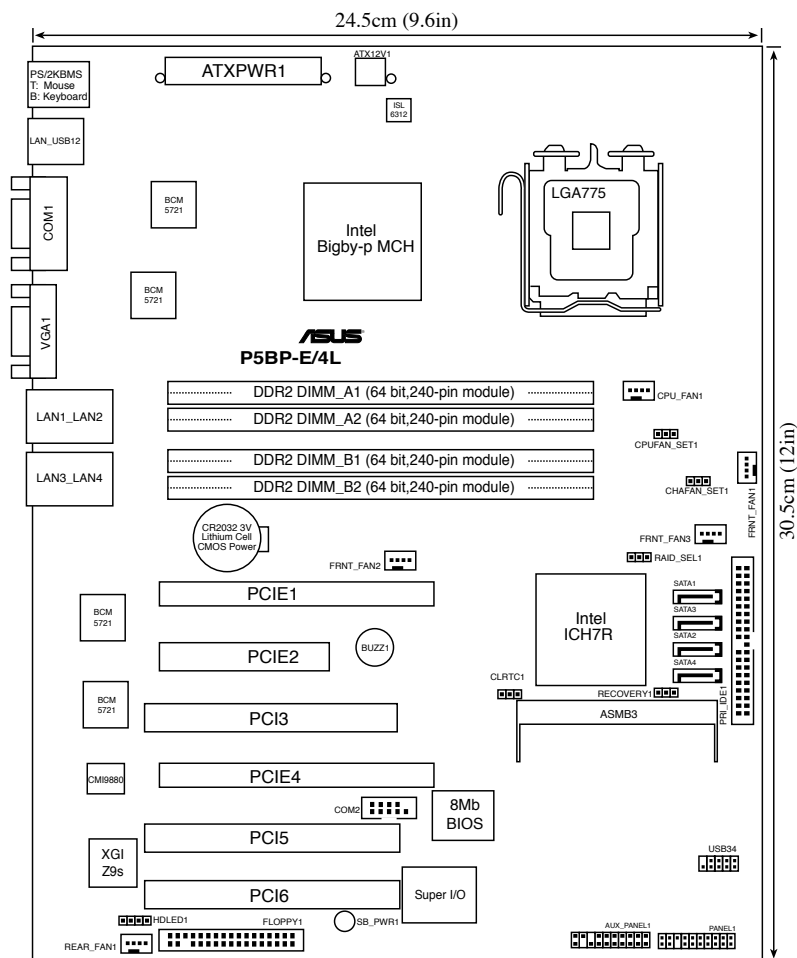 24.5cm (9.6in)
PS/2KBMS
T: Mouse
B: Keyboard
ATXPWR1
ATX12V1
ISL
6312
LAN_USB12
COM1
BCM
5721
Intel
Bigby-p MCH
LGA775
BCM
5721
VGA1
ASUS
P5BP-E/4L
LAN1_LAN2
DDR2 DIMM_A1 (64 bit,240-pin module)
DDR2 DIMM_A2 (64 bit,240-pin module)
CPU_FAN1
CPUFAN_SET1
LAN3_LAN4
DDR2 DIMM_B1 (64 bit,240-pin module)
DDR2 DIMM_B2 (64 bit,240-pin module)
CHAFAN_SET1
FRNT_FAN1
30.5cm (12in)
CR2032 3V
Lithium Cell
CMOS Power
FRNT_FAN2
FRNT_FAN3
RAID_SEL1
PCIE1
BCM
5721
Intel
ICH7R
SATA1
SATA3
SATA2
SATA4
PRI_IDE1
PCIE2
BUZZ1
CLRTC1
RECOVERY1
BCM
5721
PCI3
ASMB3
CMI9880
PCIE4
COM2
8Mb
BIOS
PCI5
XGI
Z9s
USB34
PCI6
Super I/O
HDLED1
FLOPPY1
SB_PWR1
REAR_FAN1
AUX_PANEL1
PANEL1